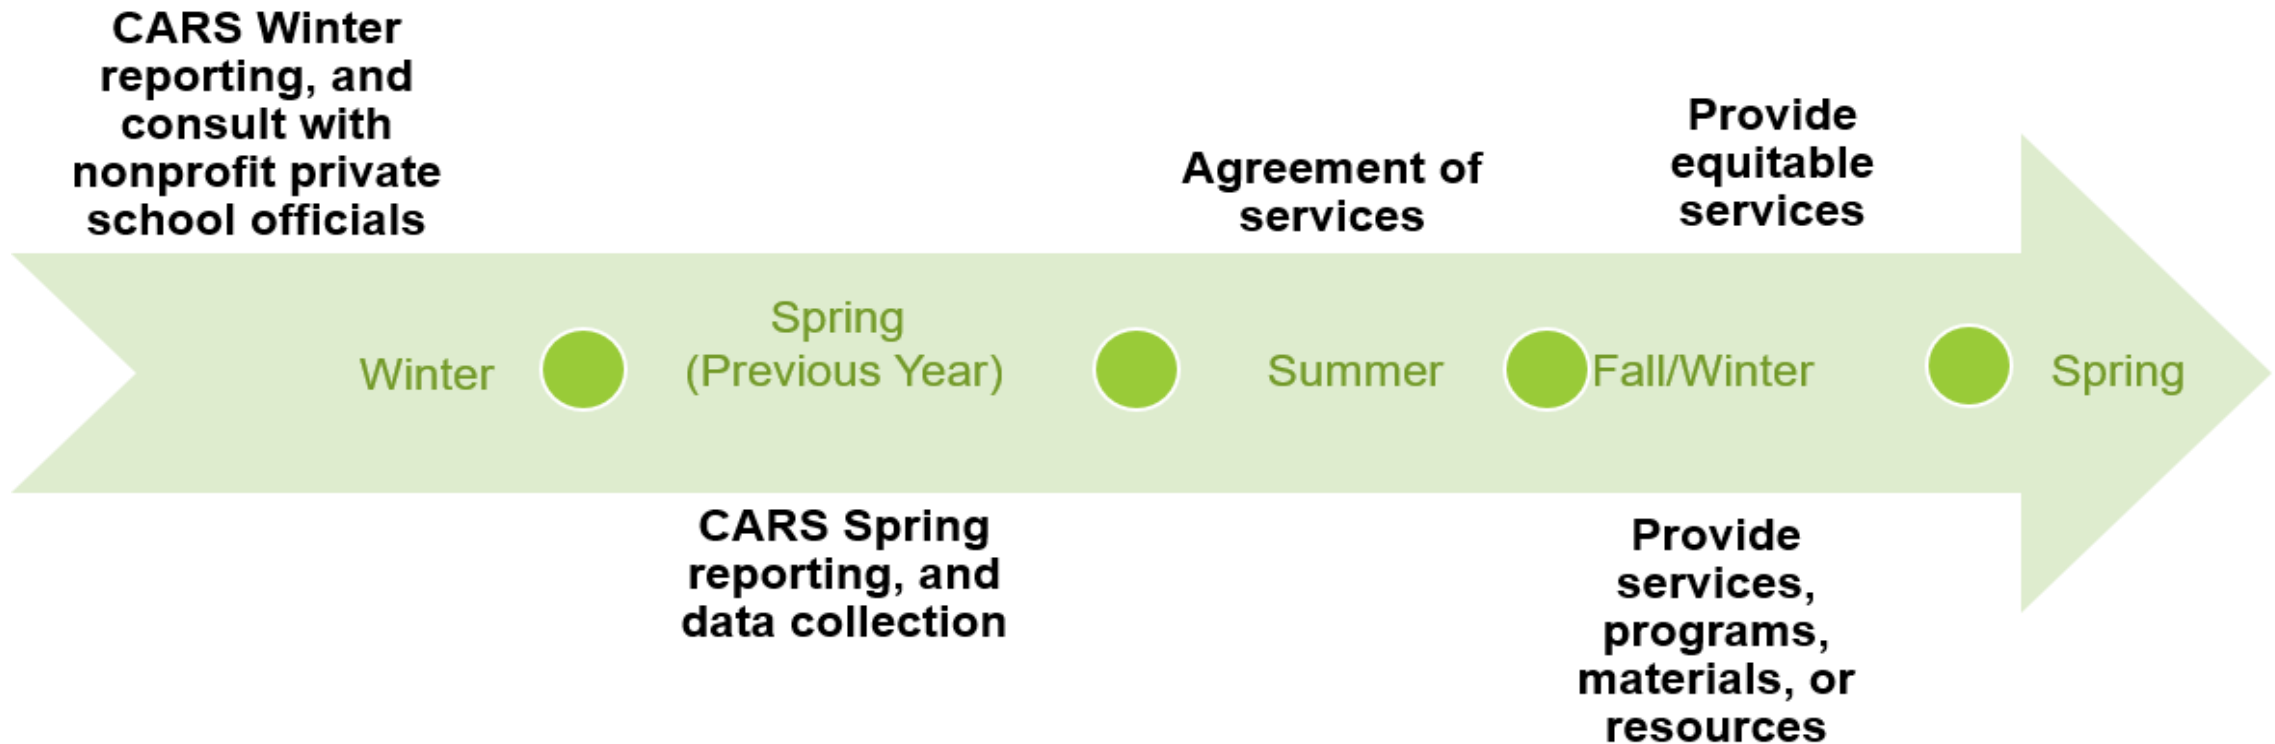 CARS Winter
reporting, and
consult with
nonprofit private
school officials
Agreement of
services
Provide
equitable
services
Winter
Spring
(Previous Year)
Summer
Fall/Winter
Spring
CARS Spring
reporting, and
data collection
Provide
services,
programs,
materials, or
resources